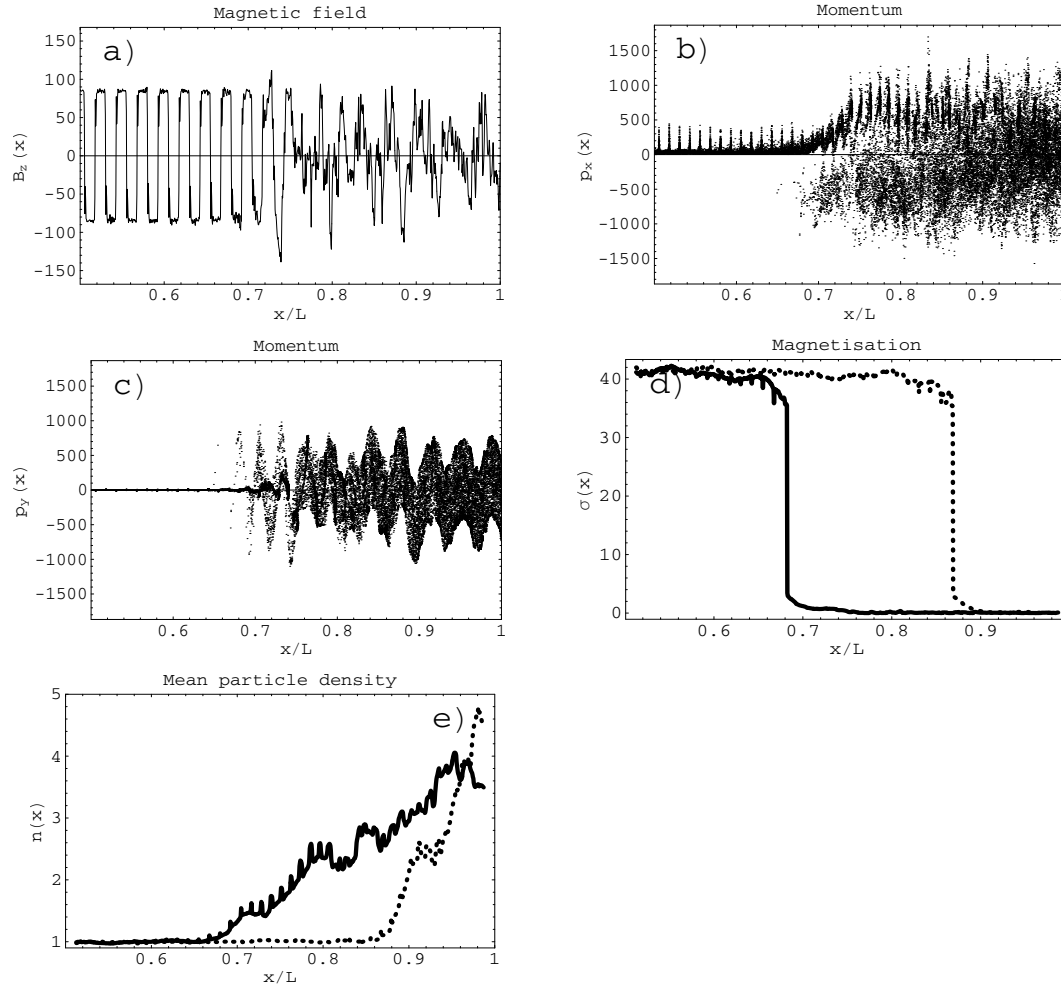 Magnetic field
a)
150
100
50
0
-50
-100
-150
B_z(x)
0.6
0.7
0.8
0.9
1
x/L
Momentum
b)
1500
1000
500
0
-500
-1000
-1500
p_x(x)
0.6
0.7
0.8
0.9
x/L
Momentum
c)
1500
1000
500
0
-500
-1000
-1500
p_y(x)
0.6
0.7
0.8
0.9
1
x/L
Magnetisation
d)
40
30
20
10
0
σ(x)
0.6
0.7
0.8
0.9
x/L
Mean particle density
e)
5
4
3
2
1
n(x)
0.6
0.7
0.8
0.9
1
x/L